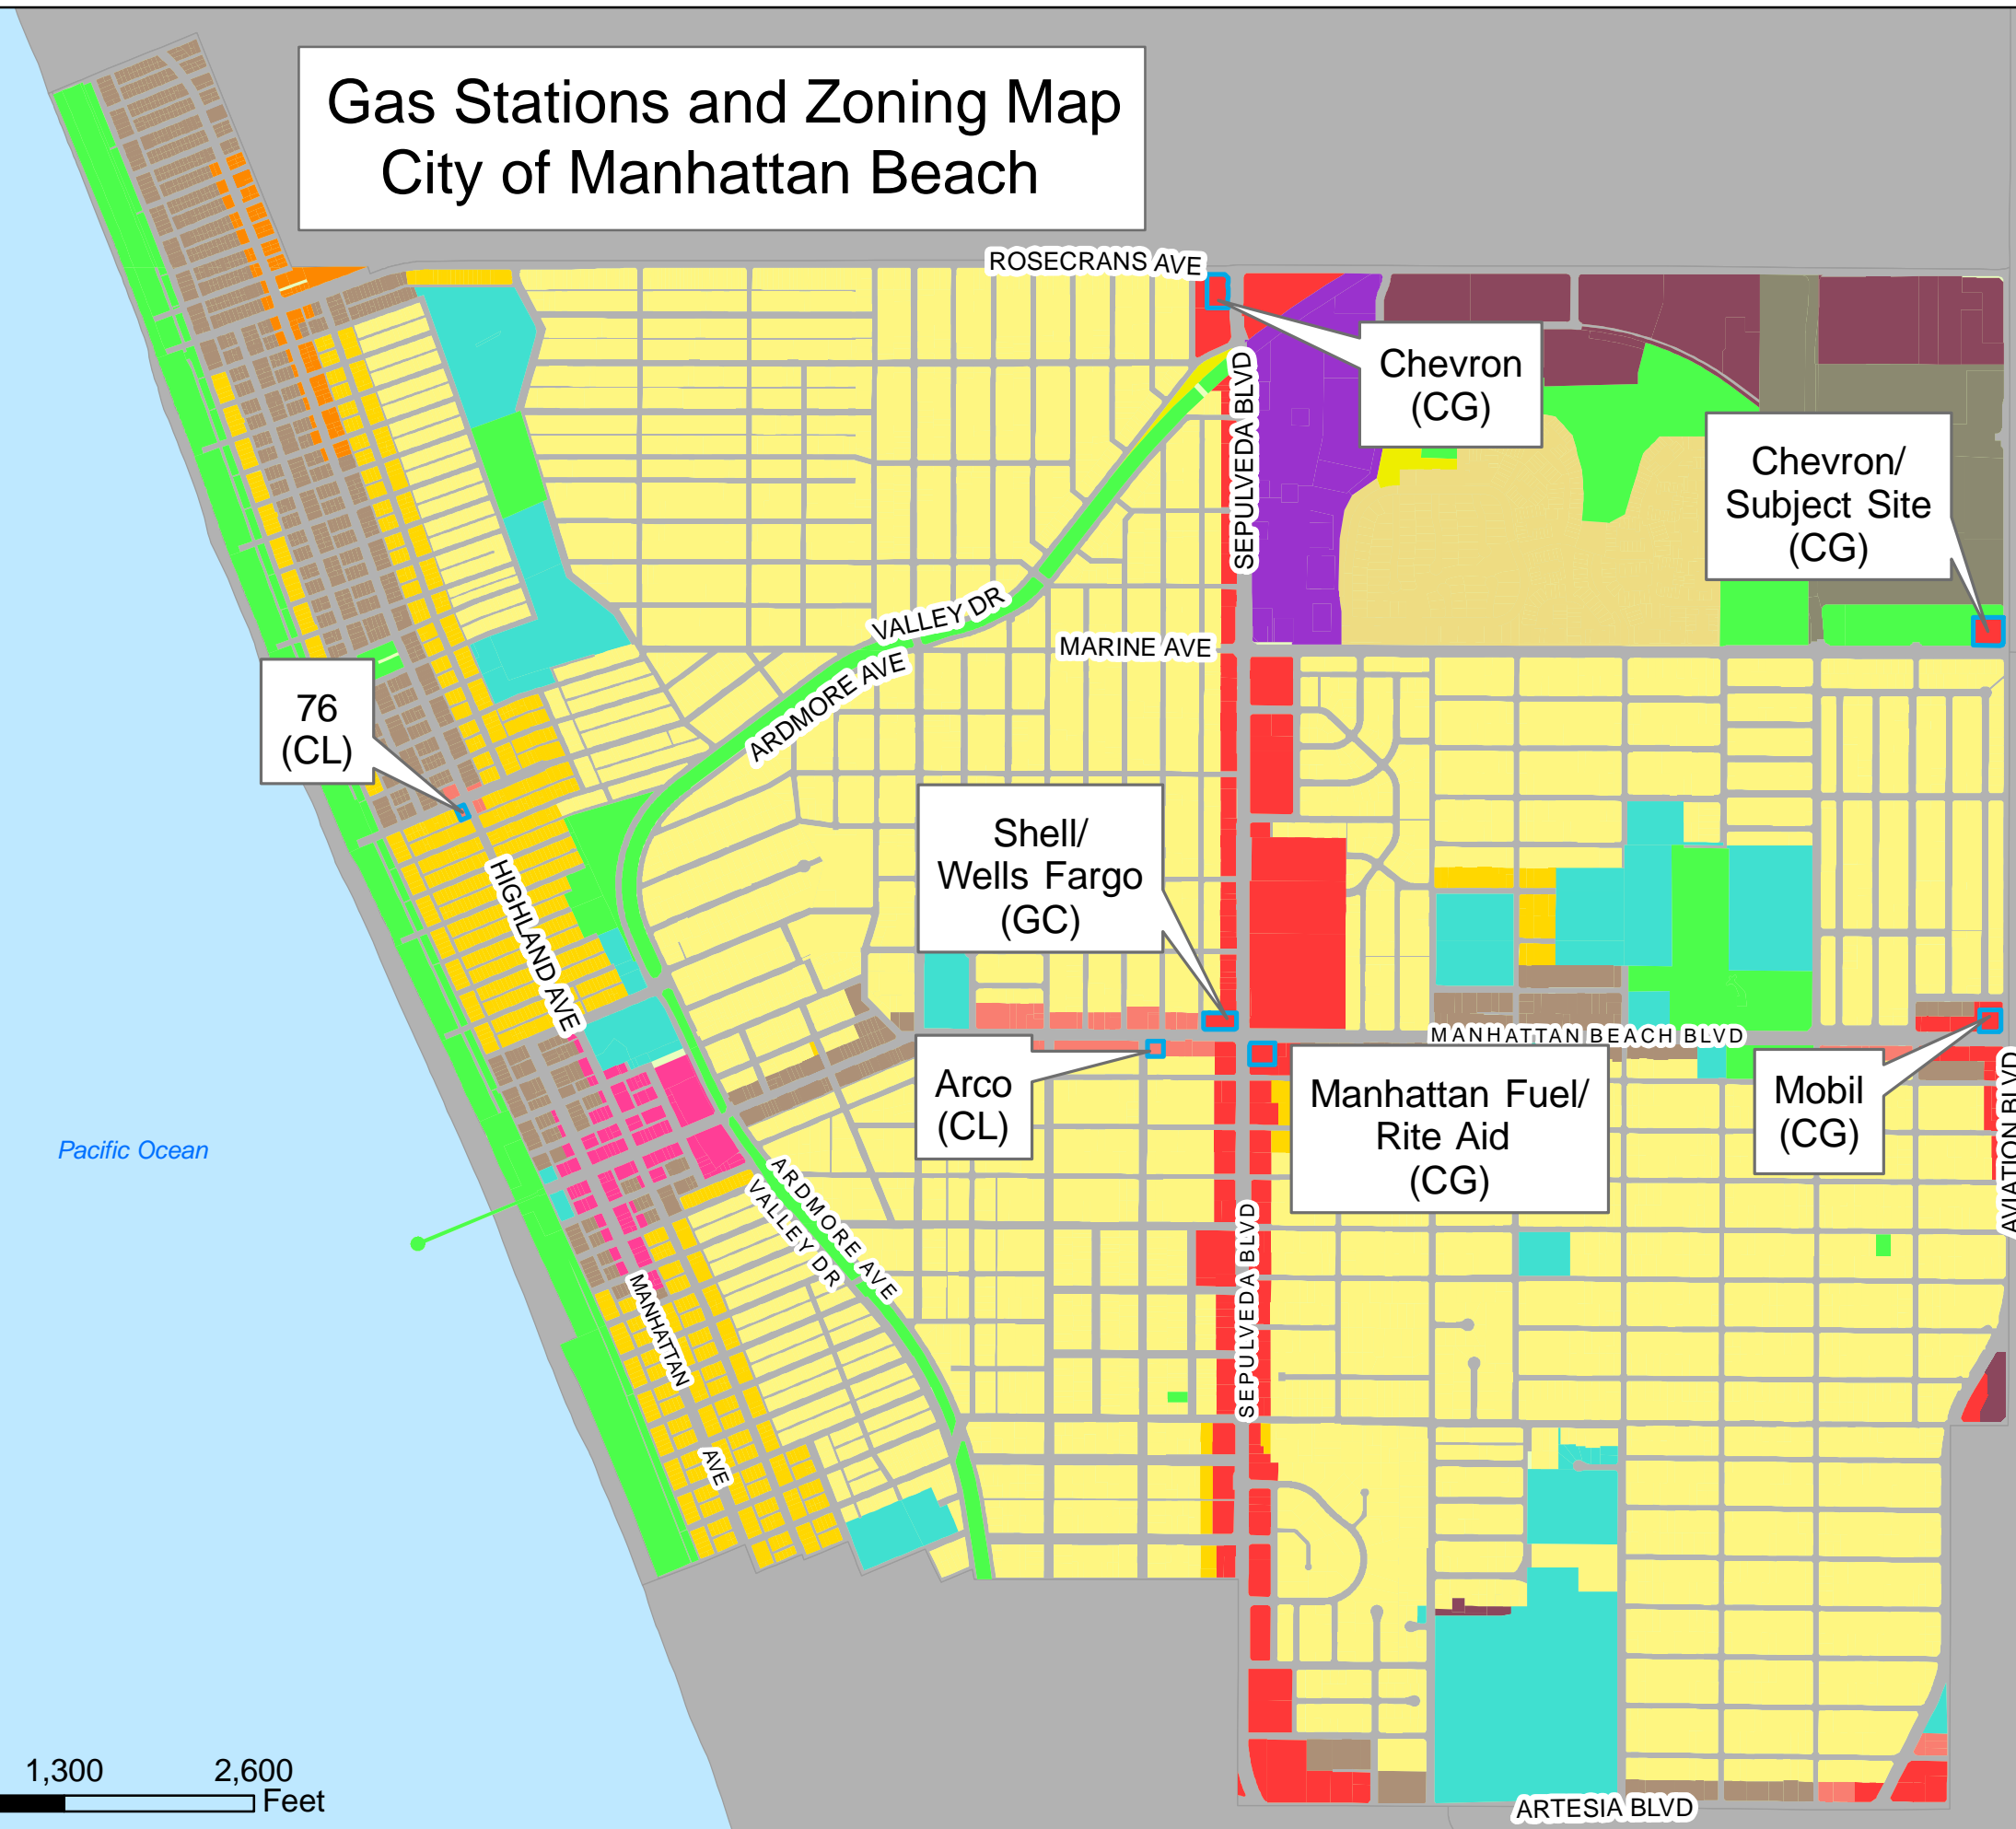 Gas Stations and Zoning Map
City of Manhattan Beach
ROSECRANS AVE
Chevron
(CG)
SEPULVEDA BLVD
Chevron/
Subject Site
(CG)
VALLEY DR
MARINE AVE
ARDMORE AVE
76
(CL)
Shell/
Wells Fargo
(GC)
HIGHLAND AVE
MANHATTAN BEACH BLVD
Arco
(CL)
Manhattan Fuel/
Rite Aid
(CG)
Mobil
(CG)
AVIATION BLVD
Pacific Ocean
ARDMORE AVE
VALLEY DR
SEPULVEDA BLVD
MANHATTAN
AVE
1,300
2,600
Feet
ARTESIA BLVD